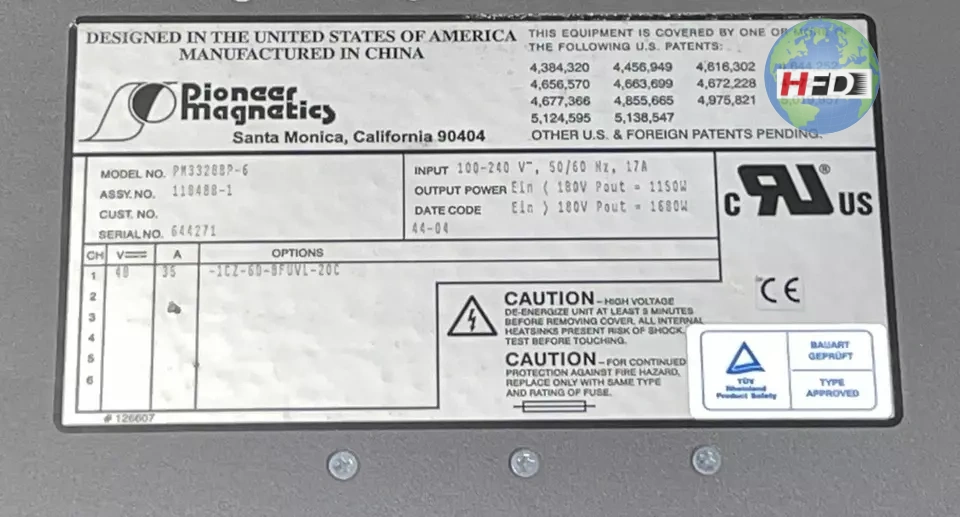 DESIGNED IN THE UNITED STATES OF AMERICA
MANUFACTURED IN CHINA
Pioneer
Magnetics
Santa Monica, California 90404
THIS EQUIPMENT IS COVERED BY ONE OR MORE OF
THE FOLLOWING U.S. PATENTS:
4,384,320 4,456,949 4,616,302
4,656,570 4,663,699 4,672,228
4,677,366 4,855,665 4,975,821
5,124,595 5,138,547
OTHER U.S. & FOREIGN PATENTS PENDING.
HFD
MODEL NO. PM3328BP-6
ASSY.NO. 118488-1
CUST. NO.
SERIAL NO. 644271
INPUT 100-240 V~, 50/60 Hz, 17A
OUTPUT POWER Ein ( 180V Pout = 1150W
DATE CODE Ein ) 180V Pout = 1680W
44-04
C RU ® US
CH V A OPTIONS
1 48 35 -1CZ-6D-8FUVL-20C
2
3
4
5
6
CE
CAUTION – HIGH VOLTAGE
DE-ENERGIZE UNIT AT LEAST 5 MINUTES
BEFORE REMOVING COVER, ALL INTERNAL
HEATSINKS PRESENT RISK OF SHOCK.
TEST BEFORE TOUCHING.
CAUTION – FOR CONTINUED
PROTECTION AGAINST FIRE HAZARD,
REPLACE ONLY WITH SAME TYPE
AND RATING OF FUSE.
TÜV
Rheinland
Product Safety
BAUART
GEPRÜFT
TYPE
APPROVED
# 126607